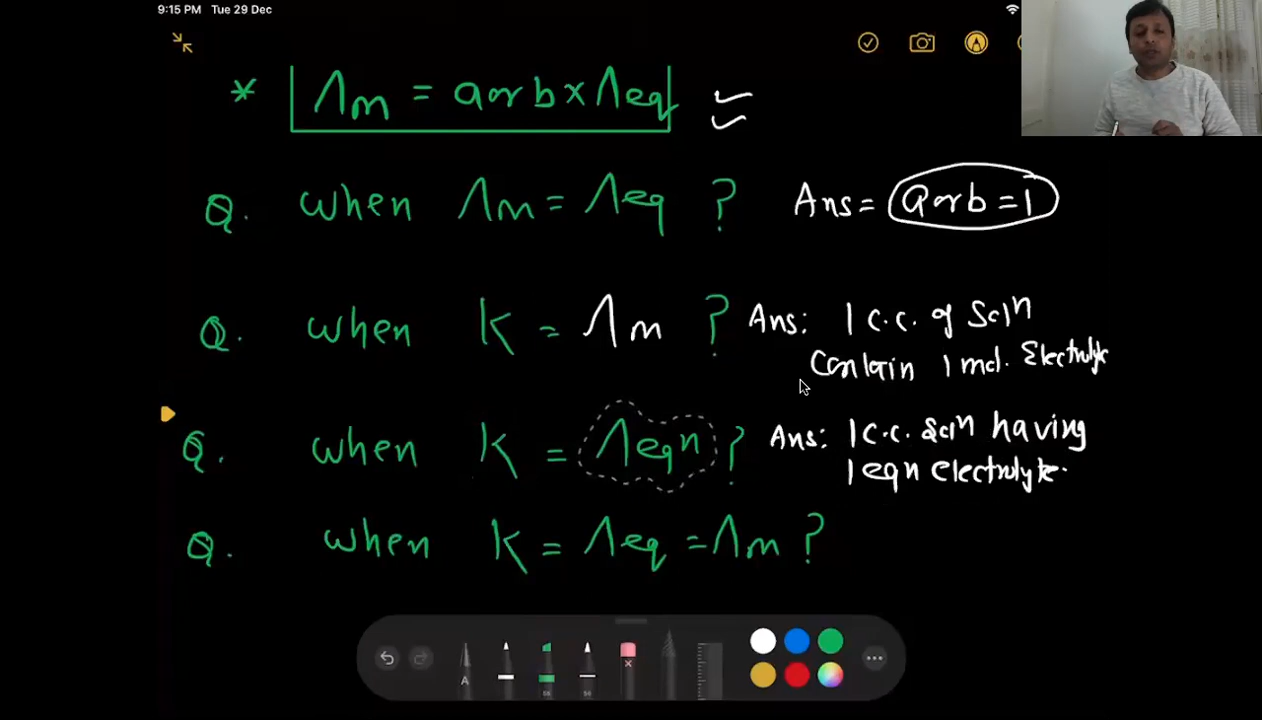 9:15 PM Tue 29 Dec
* Λm = a or b × Λeq
Q. when Λm = Λeq ? Ans = a or b = 1
Q. when K = Λm ? Ans: 1 C.C. of Soln
Contain 1 mol. Electrolyte
Q. when K = Λeqn ? Ans: 1 C.C. Soln having
1 eqn electrolyte.
Q. when K = Λeq = Λm ?
A